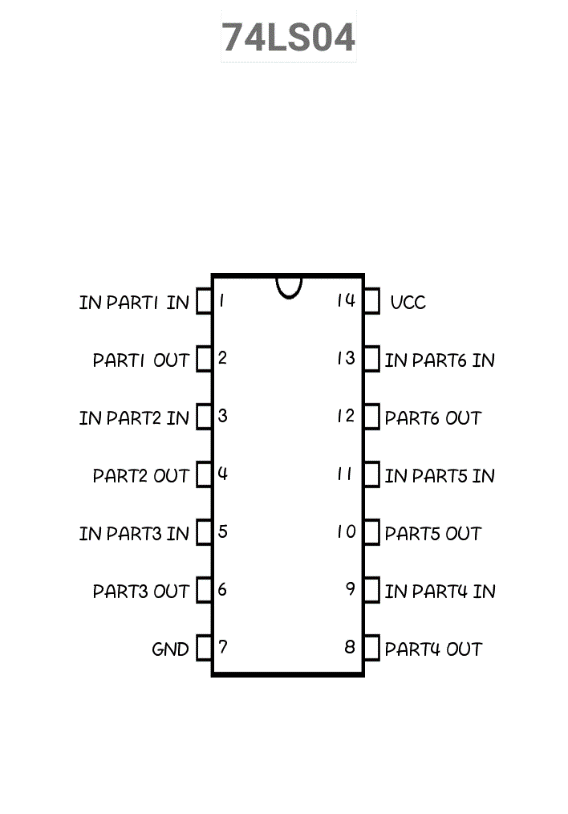 74LS04
IN PART1 IN 1 14 VCC
PART1 OUT 2 13 IN PART6 IN
IN PART2 IN 3 12 PART6 OUT
PART2 OUT 4 11 IN PART5 IN
IN PART3 IN 5 10 PART5 OUT
PART3 OUT 6 9 IN PART4 IN
GND 7 8 PART4 OUT